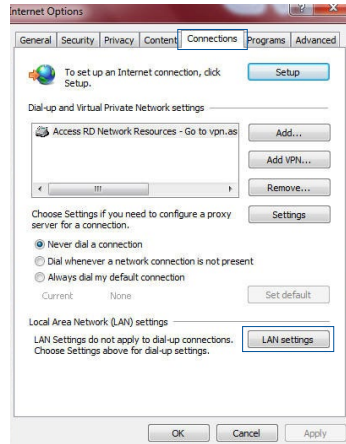 Internet Options
General Security Privacy Content Connections Programs Advanced
To set up an Internet connection, click
Setup.
Setup
Dial-up and Virtual Private Network settings
Access RD Network Resources - Go to vpn.as
Add...
Add VPN...
Remove...
Choose Settings if you need to configure a proxy
server for a connection.
Settings
Never dial a connection
Dial whenever a network connection is not present
Always dial my default connection
Current None
Set default
Local Area Network (LAN) settings
LAN Settings do not apply to dial-up connections.
Choose Settings above for dial-up settings.
LAN settings
OK Cancel Apply